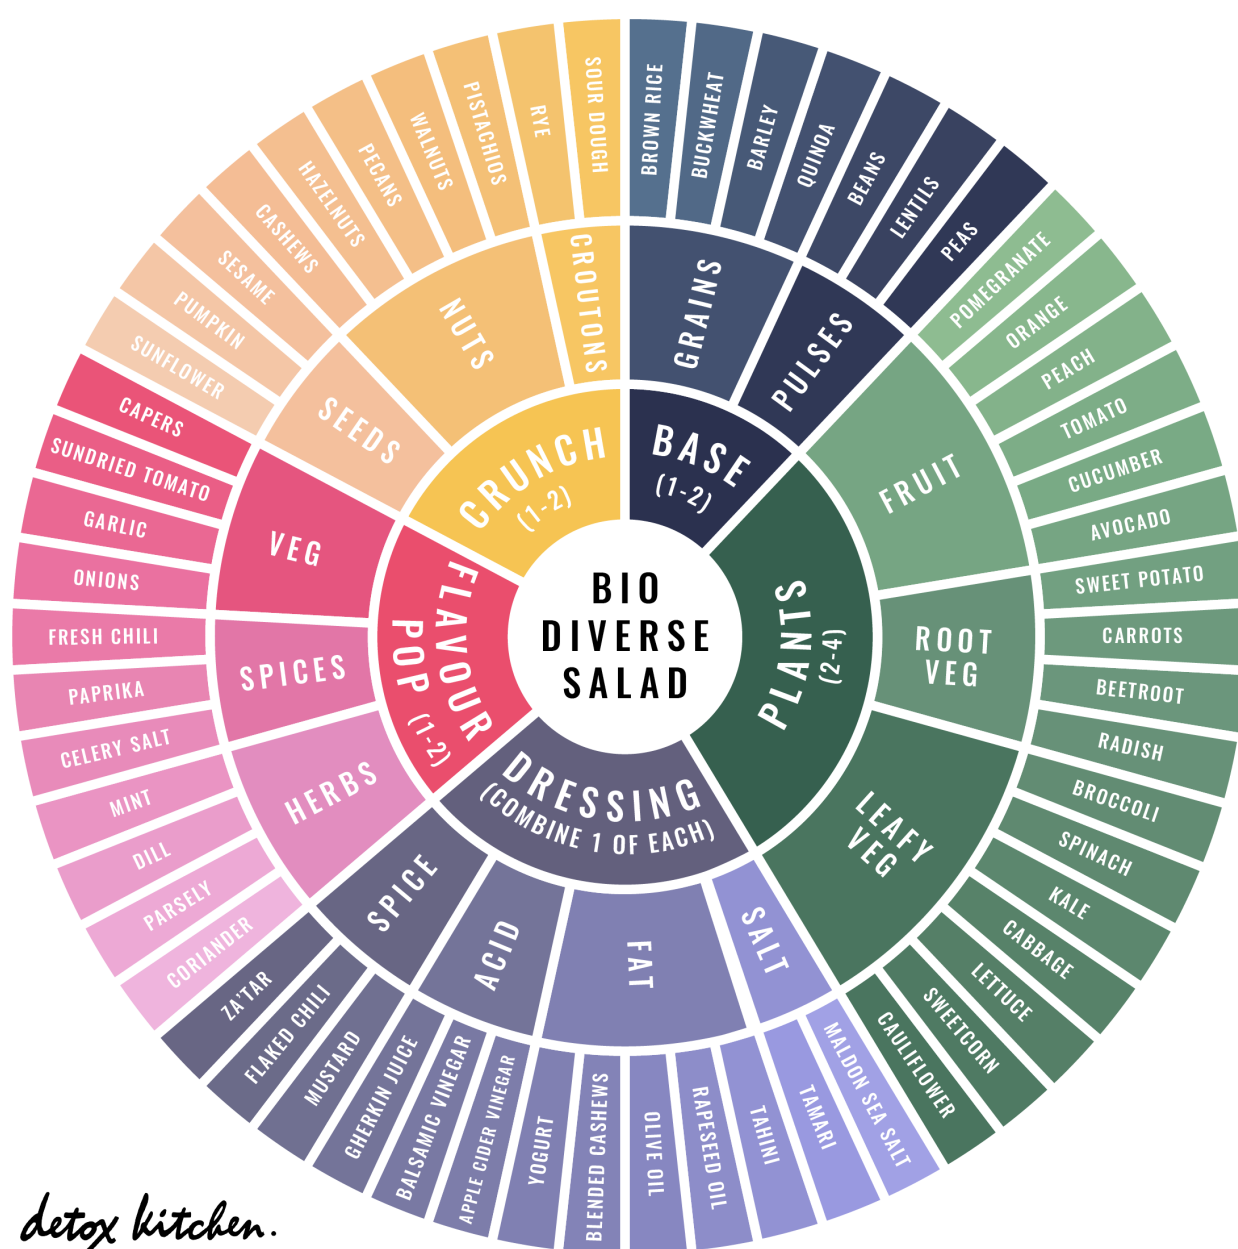 BIO
DIVERSE
SALAD
BASE
(1-2)
GRAINS
BROWN RICE
BUCKWHEAT
BARLEY
QUINOA
PULSES
BEANS
LENTILS
PEAS
PLANTS
(2-4)
FRUIT
POMEGRANATE
ORANGE
PEACH
TOMATO
CUCUMBER
AVOCADO
ROOT
VEG
SWEET POTATO
CARROTS
BEETROOT
RADISH
LEAFY
VEG
BROCCOLI
SPINACH
KALE
CABBAGE
LETTUCE
SWEETCORN
CAULIFLOWER
DRESSING
(COMBINE 1 OF EACH)
SALT
MALDON SEA SALT
TAMARI
FAT
TAHINI
RAPESEED OIL
OLIVE OIL
BLENDED CASHEWS
YOGURT
ACID
APPLE CIDER VINEGAR
BALSAMIC VINEGAR
GHERKIN JUICE
SPICE
MUSTARD
FLAKED CHILI
ZA'TAR
FLAVOUR
POP (1-2)
HERBS
CORIANDER
PARSELY
DILL
MINT
SPICES
CELERY SALT
PAPRIKA
FRESH CHILI
VEG
ONIONS
GARLIC
SUNDRIED TOMATO
CAPERS
CRUNCH
(1-2)
SEEDS
SUNFLOWER
PUMPKIN
SESAME
NUTS
CASHEWS
HAZELNUTS
PECANS
WALNUTS
PISTACHIOS
CROUTONS
RYE
SOUR DOUGH
detox kitchen.